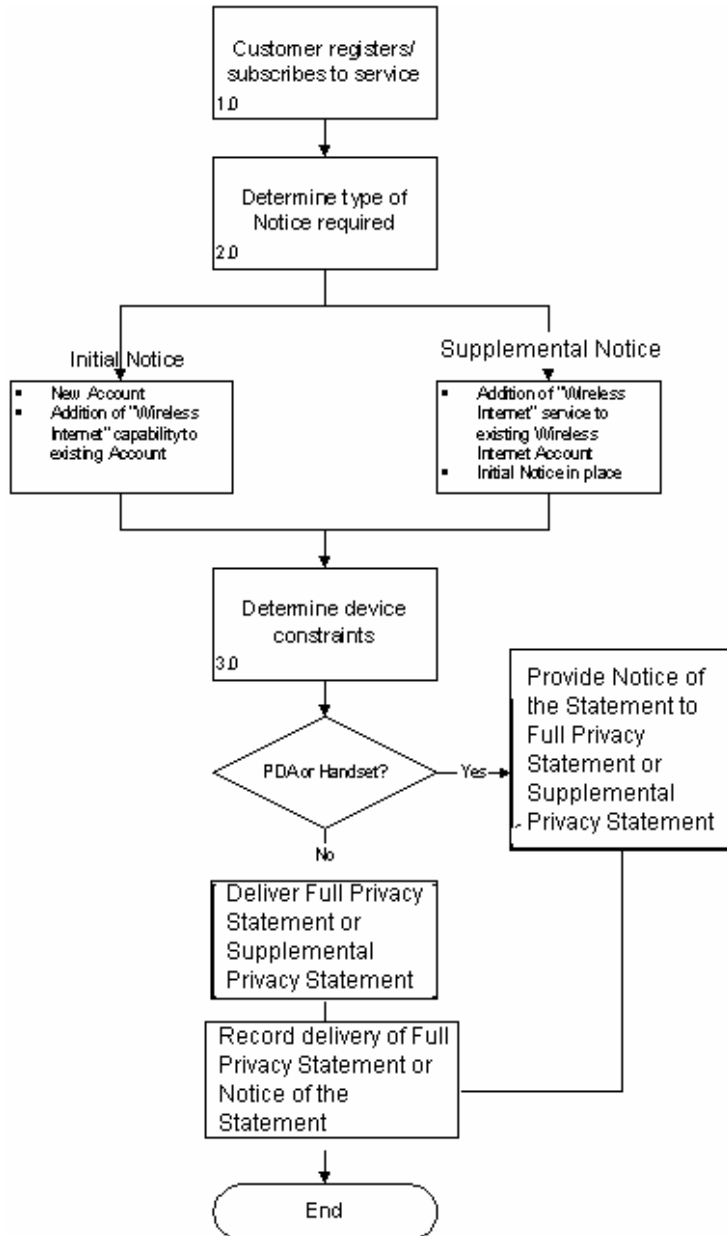 Customer registers/
subscribes to service
1.0
Determine type of
Notice required
2.0
Initial Notice
▪ New Account
▪ Addition of "Wireless
Internet" capability to
existing Account
Supplemental Notice
▪ Addition of "Wireless
Internet" service to
existing Wireless
Internet Account
▪ Initial Notice in place
Determine device
constraints
3.0
PDA or Handset?
Yes
Provide Notice of
the Statement to
Full Privacy
Statement or
Supplemental
Privacy Statement
No
Deliver Full Privacy
Statement or
Supplemental
Privacy Statement
Record delivery of Full
Privacy Statement or
Notice of the
Statement
End